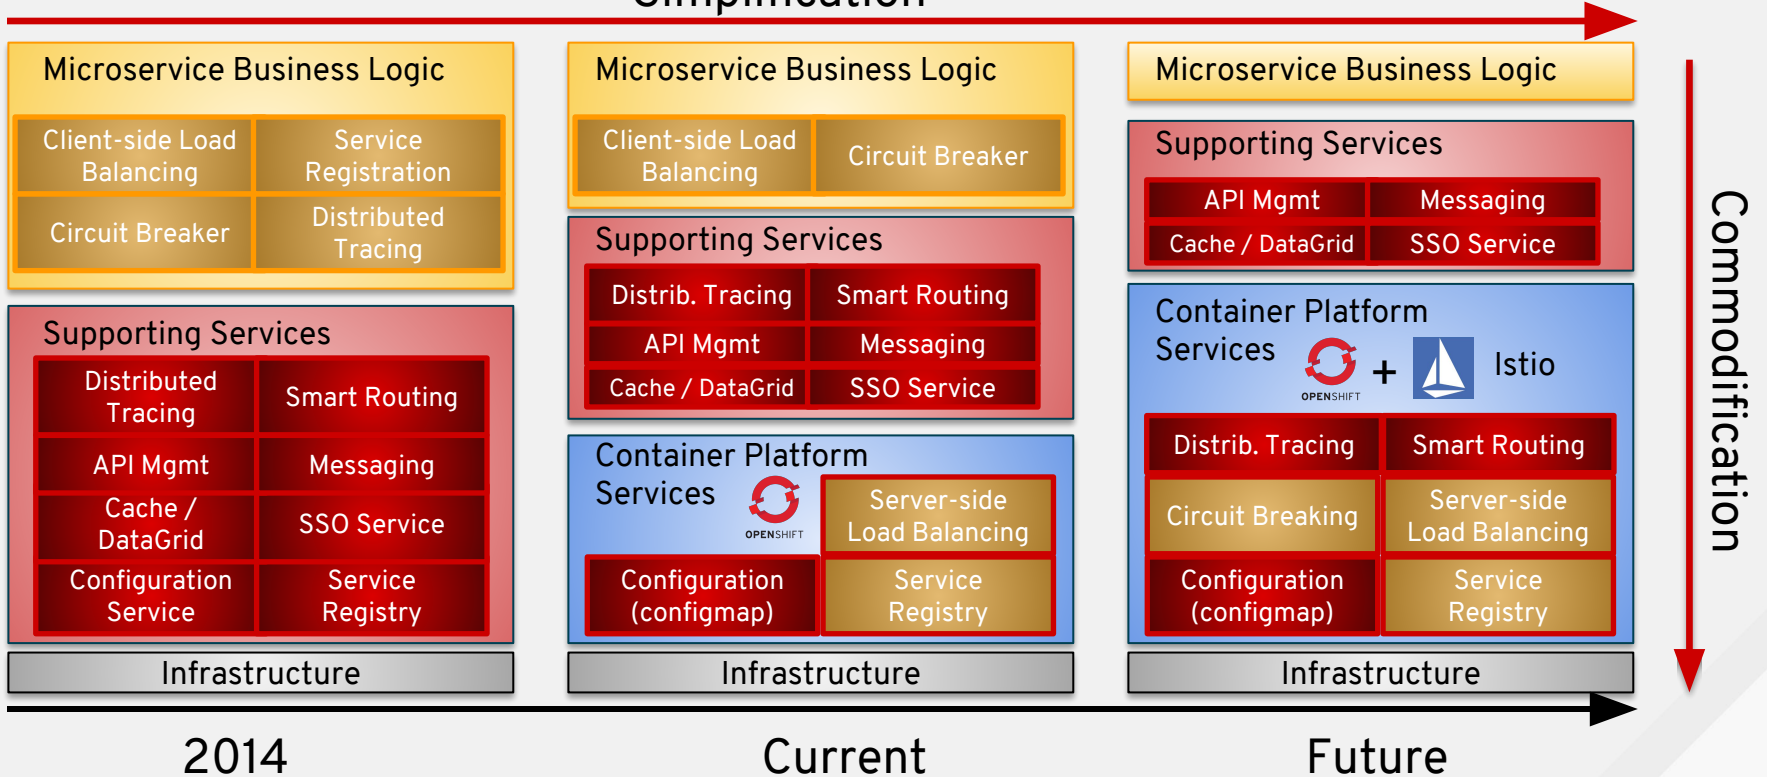 Simplification
Microservice Business Logic
Client-side Load
Balancing
Service
Registration
Circuit Breaker
Distributed
Tracing
Supporting Services
Distributed
Tracing
Smart Routing
API Mgmt
Messaging
Cache /
DataGrid
SSO Service
Configuration
Service
Service
Registry
Infrastructure
2014
Microservice Business Logic
Client-side Load
Balancing
Circuit Breaker
Supporting Services
Distrib. Tracing
Smart Routing
API Mgmt
Messaging
Cache / DataGrid
SSO Service
Container Platform
Services
OPENSHIFT
Server-side
Load Balancing
Configuration
(configmap)
Service
Registry
Infrastructure
Current
Microservice Business Logic
Supporting Services
API Mgmt
Messaging
Cache / DataGrid
SSO Service
Container Platform
Services
OPENSHIFT
+
Istio
Distrib. Tracing
Smart Routing
Circuit Breaking
Server-side
Load Balancing
Configuration
(configmap)
Service
Registry
Infrastructure
Future
Commodification